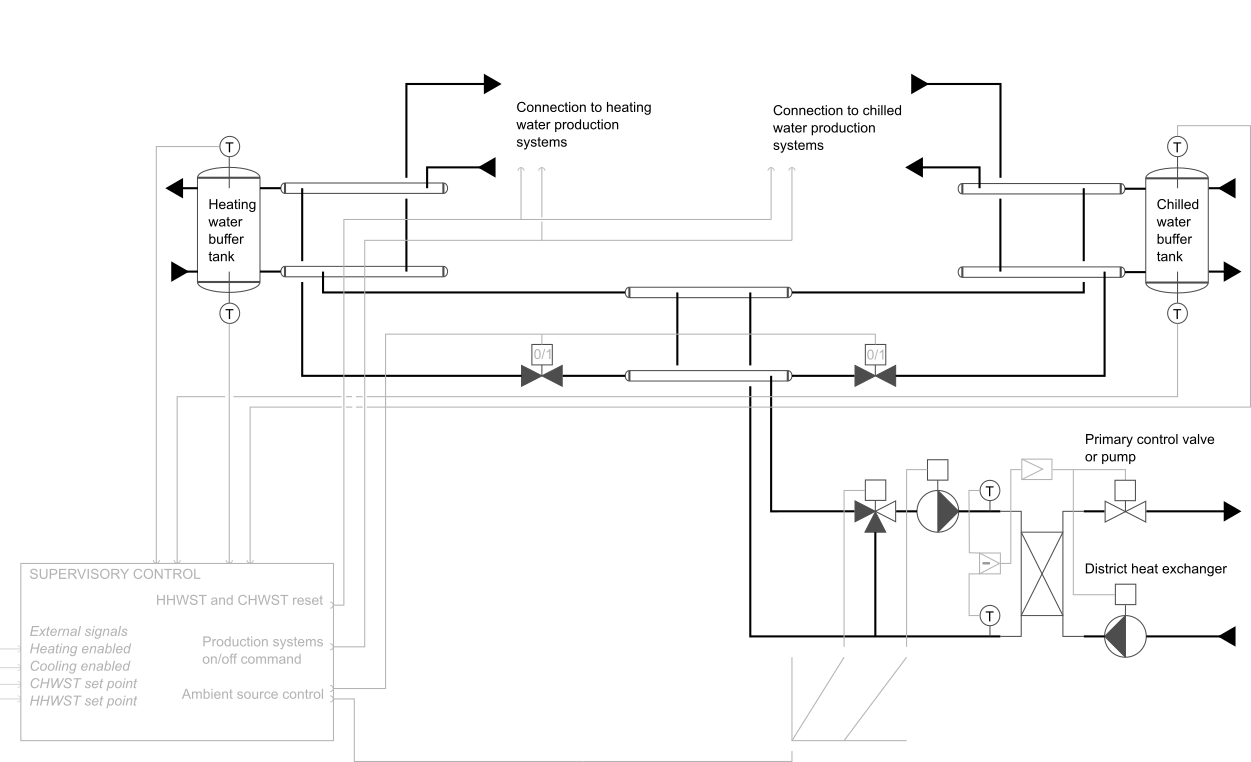 Connection to heating
water production
systems
Connection to chilled
water production
systems
T
T
Heating
water
buffer
tank
Chilled
water
buffer
tank
T
T
0/1
0/1
Primary control valve
or pump
T
District heat exchanger
T
SUPERVISORY CONTROL
HHWST and CHWST reset
External signals
Heating enabled
Cooling enabled
CHWST set point
HHWST set point
Production systems
on/off command
Ambient source control